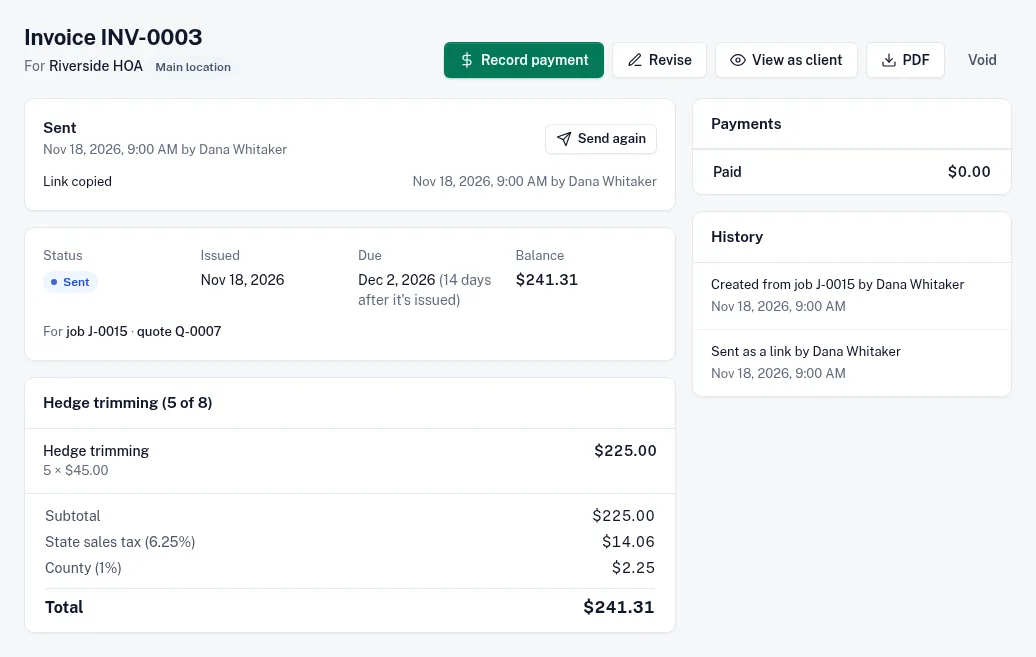 Invoice INV-0003
For Riverside HOA Main location
Record payment
Revise
View as client
PDF
Void
Sent
Nov 18, 2026, 9:00 AM by Dana Whitaker
Send again
Link copied
Nov 18, 2026, 9:00 AM by Dana Whitaker
Status
Sent
Issued
Nov 18, 2026
Due
Dec 2, 2026 (14 days
after it's issued)
Balance
$241.31
For job J-0015 · quote Q-0007
Hedge trimming (5 of 8)
Hedge trimming
$225.00
5 × $45.00
Subtotal
$225.00
State sales tax (6.25%)
$14.06
County (1%)
$2.25
Total
$241.31
Payments
Paid
$0.00
History
Created from job J-0015 by Dana Whitaker
Nov 18, 2026, 9:00 AM
Sent as a link by Dana Whitaker
Nov 18, 2026, 9:00 AM